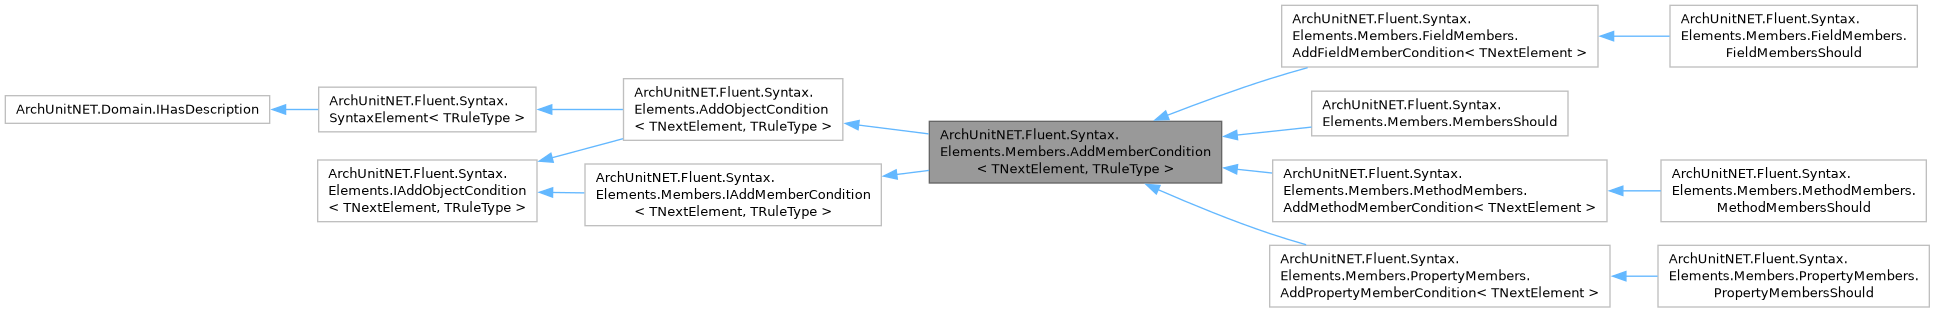 ArchUnitNET.Domain.IHasDescription
ArchUnitNET.Fluent.Syntax.
SyntaxElement< TRuleType >
ArchUnitNET.Fluent.Syntax.
Elements.IAddObjectCondition
< TNextElement, TRuleType >
ArchUnitNET.Fluent.Syntax.
Elements.AddObjectCondition
< TNextElement, TRuleType >
ArchUnitNET.Fluent.Syntax.
Elements.Members.IAddMemberCondition
< TNextElement, TRuleType >
ArchUnitNET.Fluent.Syntax.
Elements.Members.AddMemberCondition
< TNextElement, TRuleType >
ArchUnitNET.Fluent.Syntax.
Elements.Members.FieldMembers.
AddFieldMemberCondition< TNextElement >
ArchUnitNET.Fluent.Syntax.
Elements.Members.FieldMembers.
FieldMembersShould
ArchUnitNET.Fluent.Syntax.
Elements.Members.MembersShould
ArchUnitNET.Fluent.Syntax.
Elements.Members.MethodMembers.
AddMethodMemberCondition< TNextElement >
ArchUnitNET.Fluent.Syntax.
Elements.Members.MethodMembers.
MethodMembersShould
ArchUnitNET.Fluent.Syntax.
Elements.Members.PropertyMembers.
AddPropertyMemberCondition< TNextElement >
ArchUnitNET.Fluent.Syntax.
Elements.Members.PropertyMembers.
PropertyMembersShould